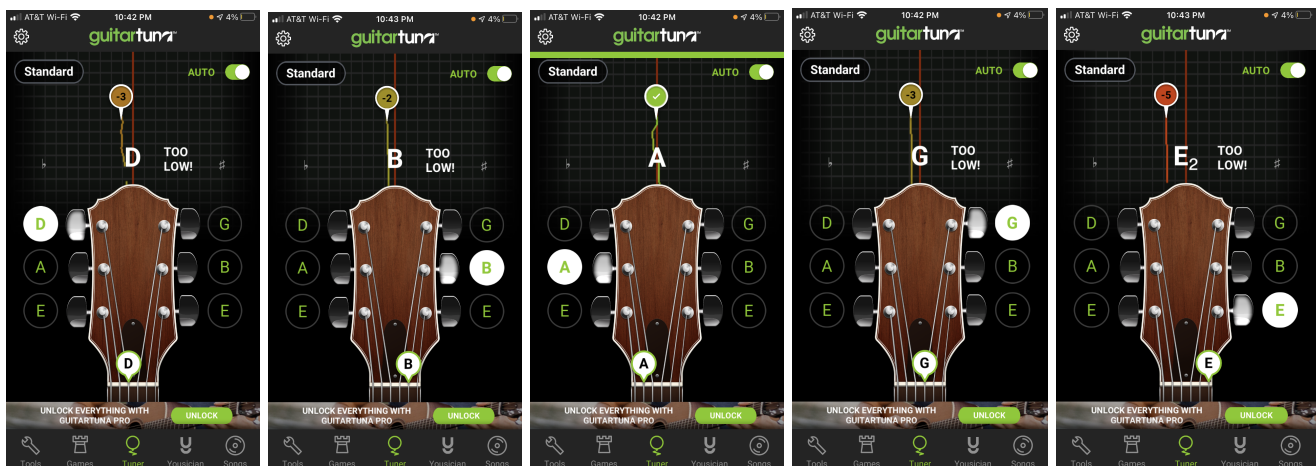 AT&T Wi-Fi 10:42 PM 4%
guitartuna™
Standard AUTO
-3
♭ D TOO LOW! ♯
D G
A B
E E
D
UNLOCK EVERYTHING WITH
GUITARTUNA PRO
UNLOCK
Tools Games Tuner Yousician Songs
AT&T Wi-Fi 10:43 PM 4%
guitartuna™
Standard AUTO
-2
♭ B TOO LOW! ♯
D G
A B
E E
B
UNLOCK EVERYTHING WITH
GUITARTUNA PRO
UNLOCK
Tools Games Tuner Yousician Songs
AT&T Wi-Fi 10:42 PM 4%
guitartuna™
Standard AUTO
♭ A ♯
D G
A B
E E
A
UNLOCK EVERYTHING WITH
GUITARTUNA PRO
UNLOCK
Tools Games Tuner Yousician Songs
AT&T Wi-Fi 10:42 PM 4%
guitartuna™
Standard AUTO
-3
♭ G TOO LOW! ♯
D G
A B
E E
G
UNLOCK EVERYTHING WITH
GUITARTUNA PRO
UNLOCK
Tools Games Tuner Yousician Songs
AT&T Wi-Fi 10:43 PM 4%
guitartuna™
Standard AUTO
-5
♭ E₂ TOO LOW! ♯
D G
A B
E E
E
UNLOCK EVERYTHING WITH
GUITARTUNA PRO
UNLOCK
Tools Games Tuner Yousician Songs